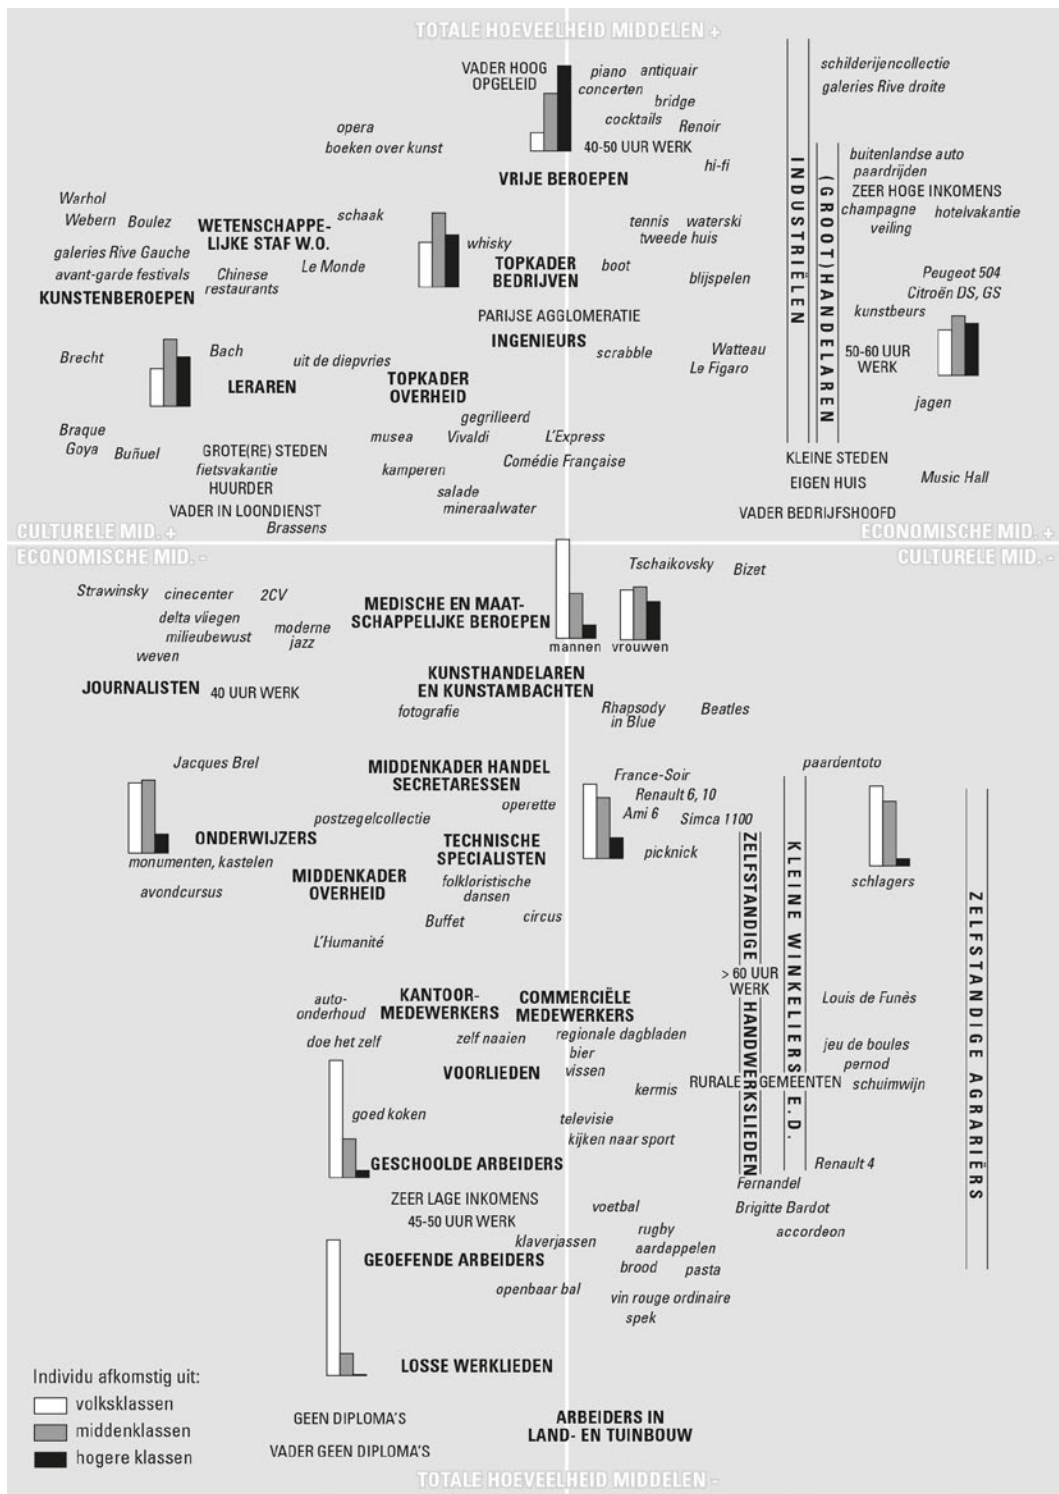 TOTALE HOEVEELHEID MIDDELEN +
VADER HOOG
OPGELEID
piano
antiquair
concerten
bridge
cocktails
Renoir
40-50 UUR WERK
hi-fi
VRIJE BEROEPEN
opera
boeken over kunst
schilderijencollectie
galeries Rive droite
INDUSTRIËLEN
(GROOT)HANDELAREN
buitenlandse auto
paardrijden
ZEER HOGE INKOMENS
champagne
hotelvakantie
veiling
Warhol
Webern
Boulez
WETENSCHAPPE-
LIJKE STAF W.O.
schaak
galeries Rive Gauche
avant-garde festivals
Chinese
restaurants
Le Monde
KUNSTENBEROEPEN
whisky
TOPKADER
BEDRIJVEN
tennis
waterski
tweede huis
boot
blijspelen
Peugeot 504
Citroën DS, GS
kunstbeurs
PARIJSE AGGLOMERATIE
INGENIEURS
scrabble
Watteau
Le Figaro
50-60 UUR
WERK
jagen
Brecht
Bach
uit de diepvries
LERAREN
TOPKADER
OVERHEID
gegrilleerd
musea
Vivaldi
L'Express
Comédie Française
kamperen
salade
mineraalwater
Braque
Goya
Buñuel
GROTE(RE) STEDEN
fietsvakantie
HUURDER
VADER IN LOONDIENST
Brassens
KLEINE STEDEN
EIGEN HUIS
Music Hall
VADER BEDRIJFSHOOFD
CULTURELE MID. +
ECONOMISCHE MID. +
ECONOMISCHE MID. -
CULTURELE MID. -
Strawinsky
cinecenter
2CV
delta vliegen
milieubewust
moderne
jazz
weven
MEDISCHE EN MAAT-
SCHAPPELIJKE BEROEPEN
mannen
vrouwen
Tschaikovsky
Bizet
JOURNALISTEN
40 UUR WERK
KUNSTHANDELAREN
EN KUNSTAMBACHTEN
fotografie
Rhapsody
in Blue
Beatles
Jacques Brel
MIDDENKADER HANDEL
SECRETARESSEN
operette
France-Soir
Renault 6, 10
Ami 6
Simca 1100
picknick
paardentoto
postzegelcollectie
ONDERWIJZERS
monumenten, kastelen
avondcursus
TECHNISCHE
SPECIALISTEN
MIDDENKADER
OVERHEID
folkloristische
dansen
Buffet
circus
L'Humanité
schlagers
ZELFSTANDIGE HANDWERKSLIEDEN
KLEINE WINKELIERS E.D.
ZELFSTANDIGE AGRARIËRS
> 60 UUR
WERK
Louis de Funès
auto-
onderhoud
KANTOOR-
MEDEWERKERS
COMMERCIËLE
MEDEWERKERS
doe het zelf
zelf naaien
regionale dagbladen
bier
vissen
VOORLIEDEN
kermis
RURALE GEMEENTEN
jeu de boules
pernod
schuimwijn
goed koken
televisie
kijken naar sport
GESCHOOLDE ARBEIDERS
Renault 4
Fernandel
Brigitte Bardot
accordeon
ZEER LAGE INKOMENS
45-50 UUR WERK
voetbal
klaverjassen
rugby
aardappelen
brood
pasta
GEOEFENDE ARBEIDERS
openbaar bal
vin rouge ordinaire
spek
LOSSE WERKLIEDEN
Individu afkomstig uit:
volksklassen
middenklassen
hogere klassen
GEEN DIPLOMA'S
VADER GEEN DIPLOMA'S
ARBEIDERS IN
LAND- EN TUINBOUW
TOTALE HOEVEELHEID MIDDELEN -